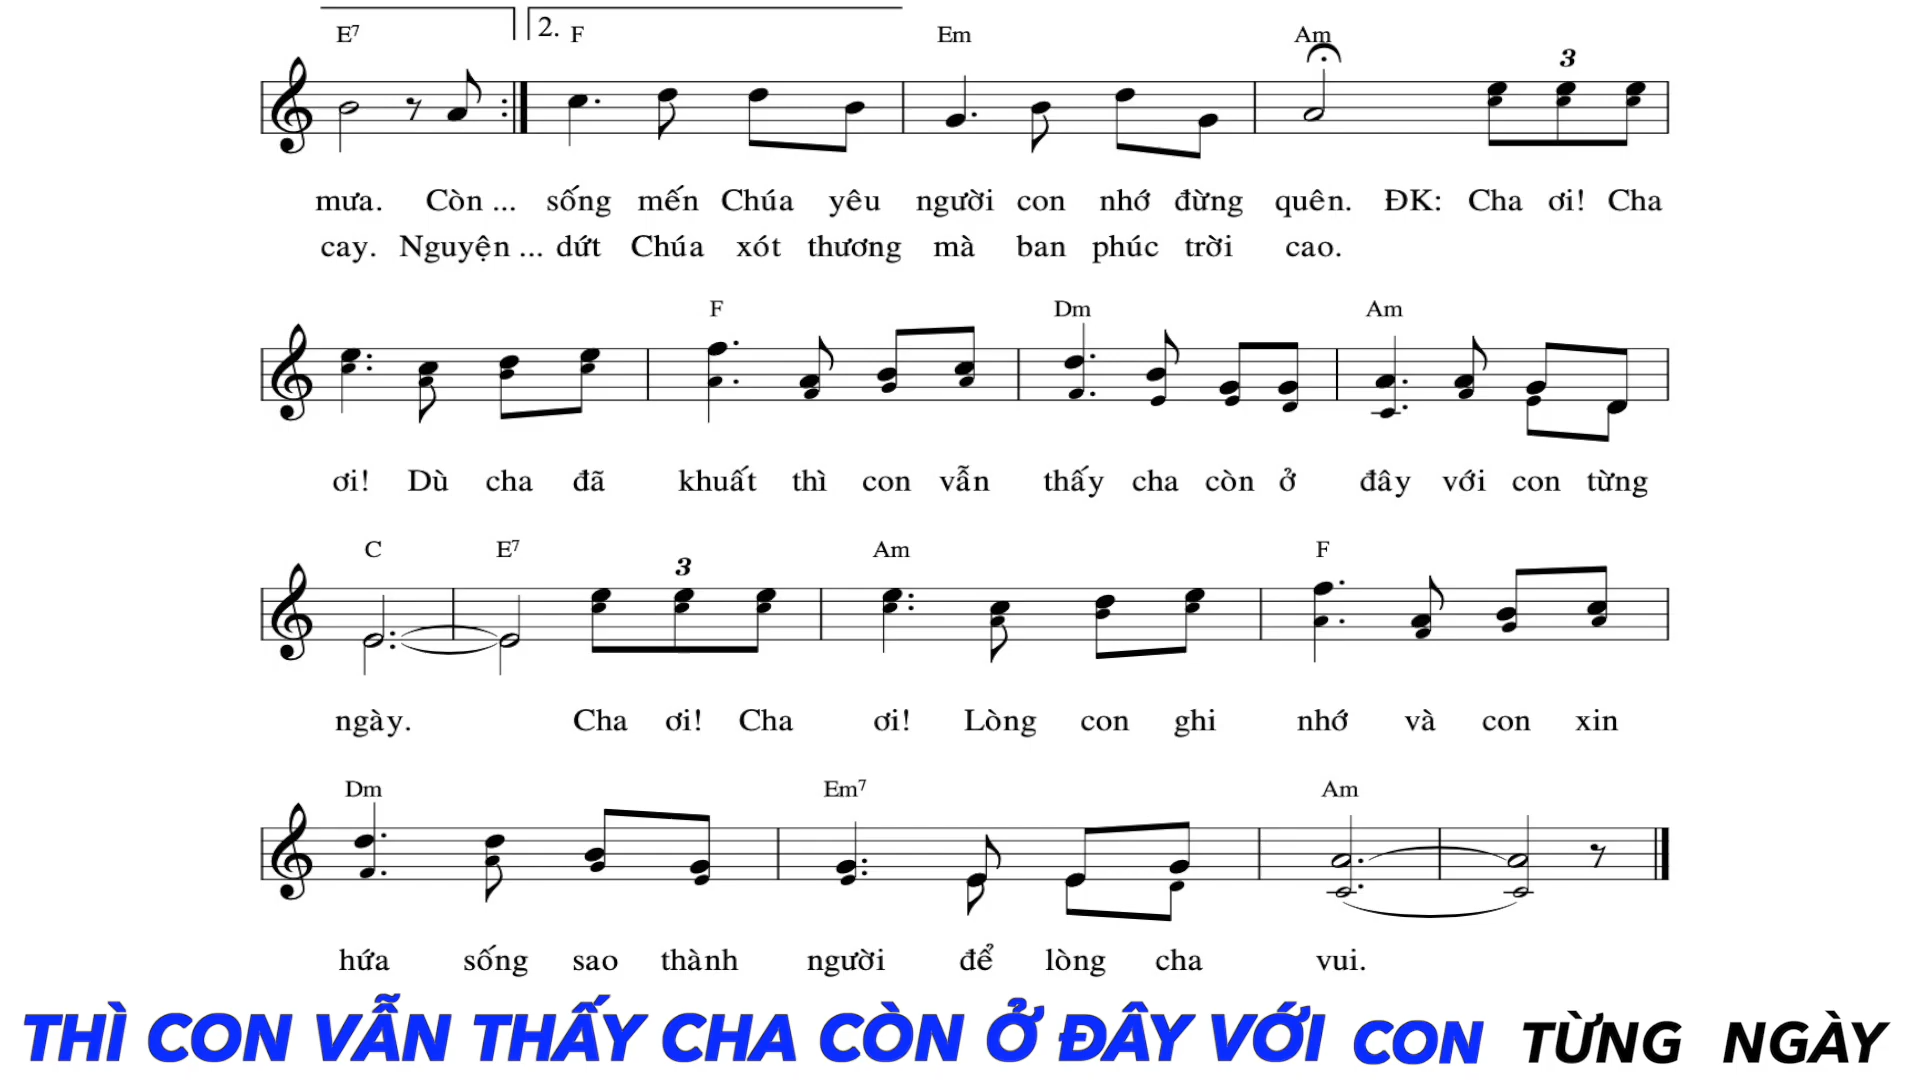 E7 2. F Em Am
3
mưa. Còn ... sống mến Chúa yêu người con nhớ đừng quên. ĐK: Cha ơi! Cha
cay. Nguyện ... dứt Chúa xót thương mà ban phúc trời cao.
F Dm Am
ơi! Dù cha đã khuất thì con vẫn thấy cha còn ở đây với con từng
C E7 Am F
3
ngày. Cha ơi! Cha ơi! Lòng con ghi nhớ và con xin
Dm Em7 Am
hứa sống sao thành người để lòng cha vui.
THÌ CON VẪN THẤY CHA CÒN Ở ĐÂY VỚI CON TỪNG NGÀY